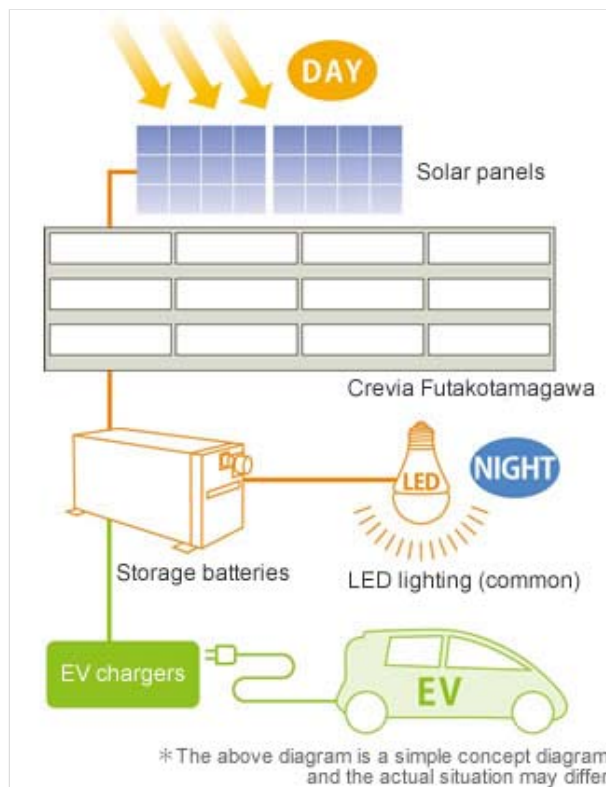 DAY
Solar panels
Crevia Futakotamagawa
LED
NIGHT
Storage batteries
LED lighting (common)
EV chargers
EV
＊The above diagram is a simple concept diagram
and the actual situation may differ